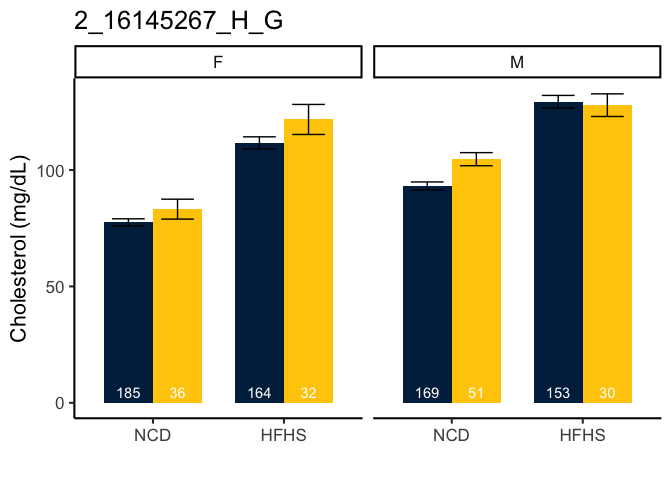 2_16145267_H_G
F M
Cholesterol (mg/dL)
100
50
0
185 36 164 32 169 51 153 30
NCD HFHS NCD HFHS